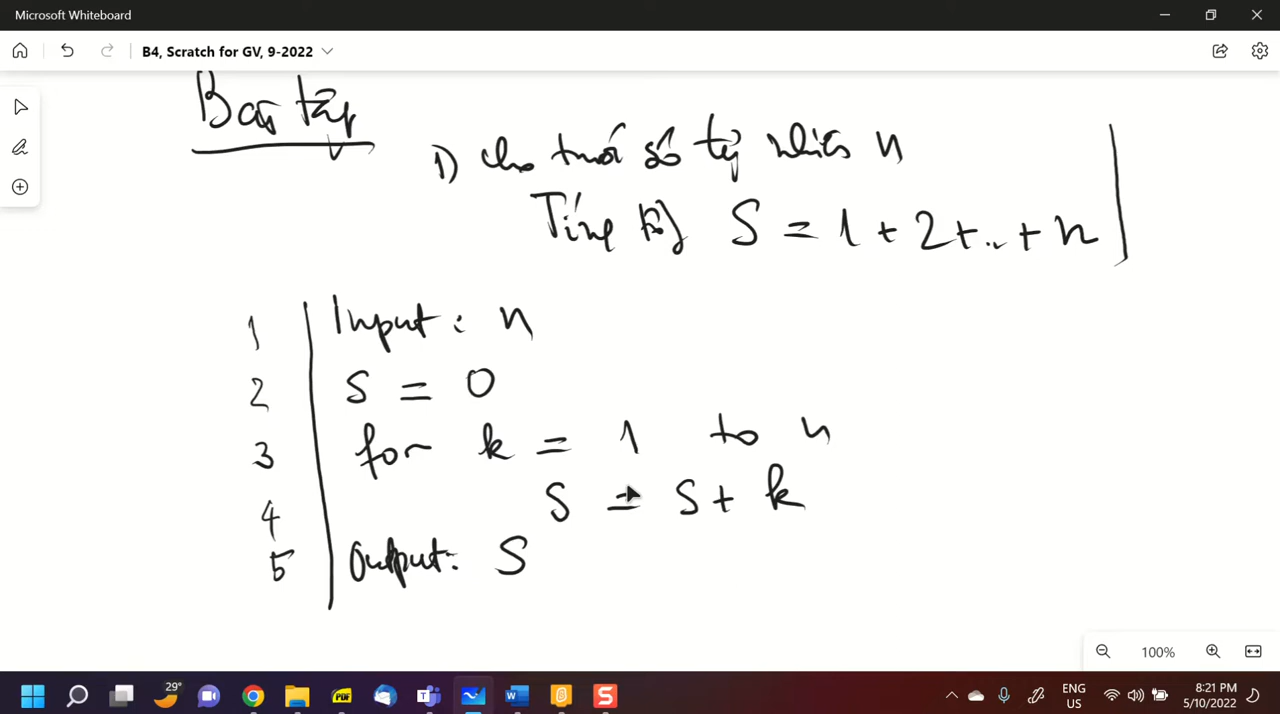 Microsoft Whiteboard
B4, Scratch for GV, 9-2022
Bài tập
1) Cho trước số tự nhiên n
Tính S = 1 + 2 + ... + n
1 Input: n
2 S = 0
3 for k = 1 to n
4 S = S + k
5 Output: S
100%
29°
PDF
ENG
US
8:21 PM
5/10/2022